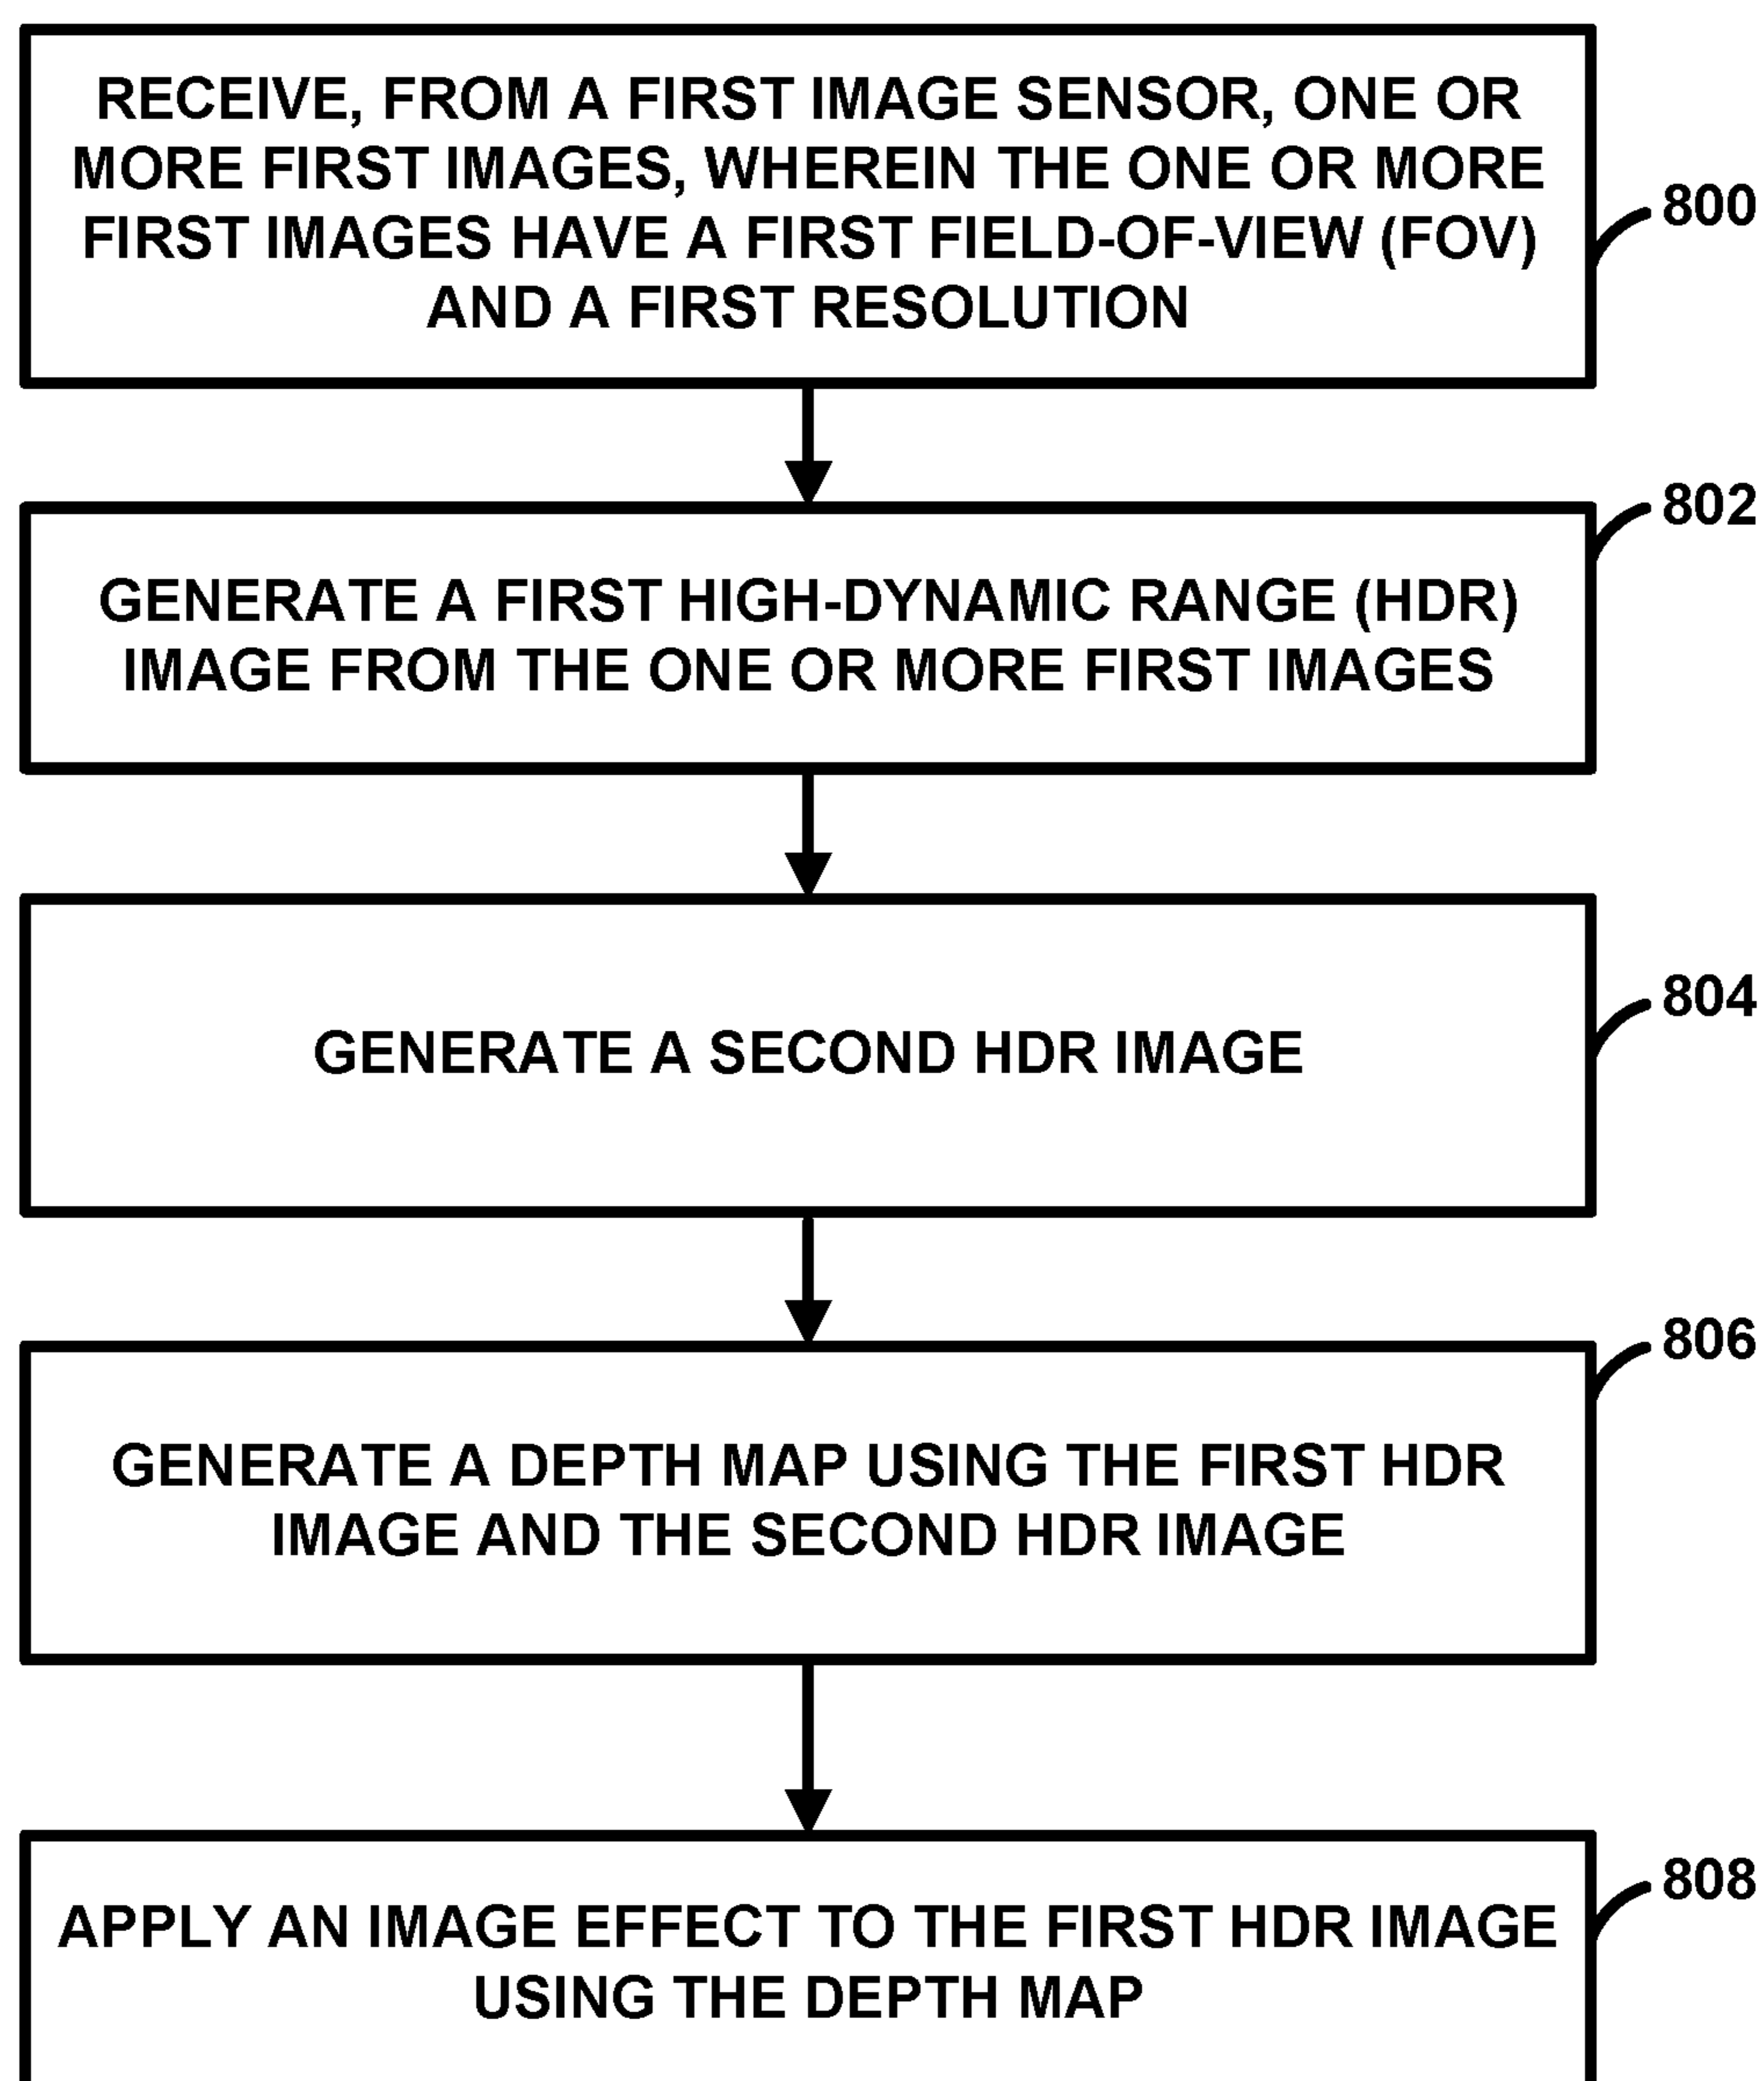 RECEIVE, FROM A FIRST IMAGE SENSOR, ONE OR
MORE FIRST IMAGES, WHEREIN THE ONE OR MORE
FIRST IMAGES HAVE A FIRST FIELD-OF-VIEW (FOV)
AND A FIRST RESOLUTION
800
802
GENERATE A FIRST HIGH-DYNAMIC RANGE (HDR)
IMAGE FROM THE ONE OR MORE FIRST IMAGES
804
GENERATE A SECOND HDR IMAGE
806
GENERATE A DEPTH MAP USING THE FIRST HDR
IMAGE AND THE SECOND HDR IMAGE
808
APPLY AN IMAGE EFFECT TO THE FIRST HDR IMAGE
USING THE DEPTH MAP